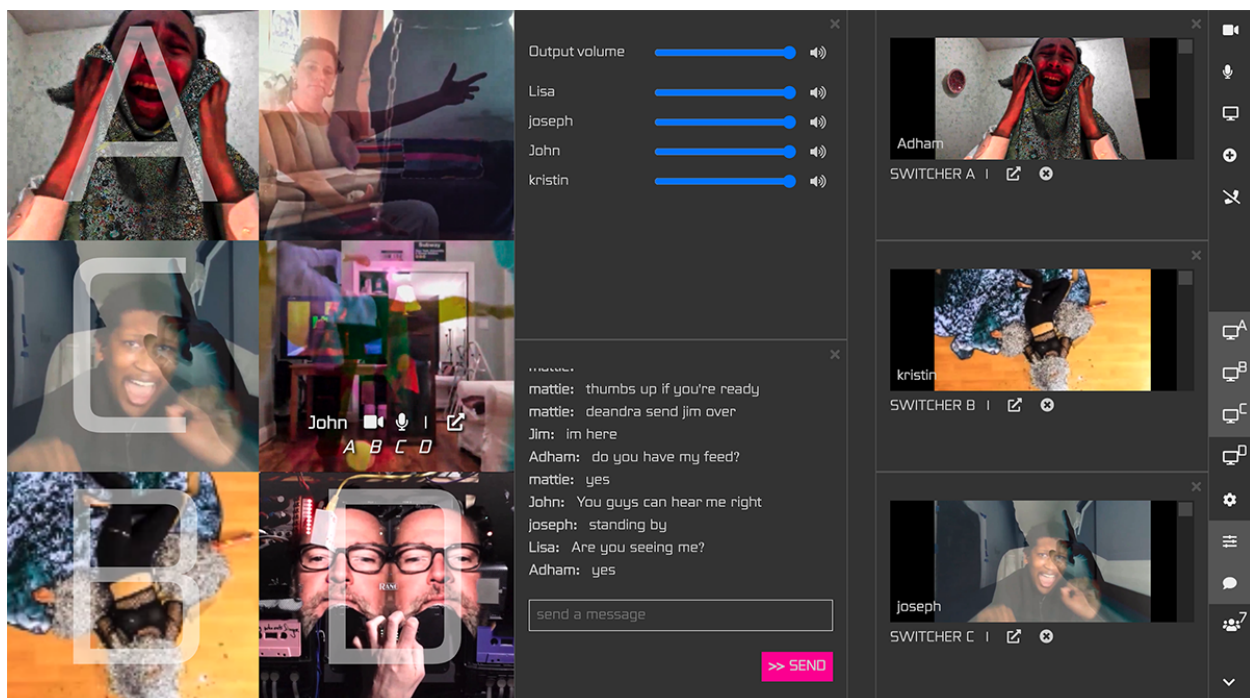 A
C
Subway
John I
A B C D
B
D
Output volume
Lisa
joseph
John
kristin
mattie: thumbs up if you're ready
mattie: deandra send jim over
Jim: im here
Adham: do you have my feed?
mattie: yes
John: You guys can hear me right
joseph: standing by
Lisa: Are you seeing me?
Adham: yes
send a message
>> SEND
Adham
SWITCHER A I
kristin
SWITCHER B I
joseph
SWITCHER C I
A
B
C
D
7